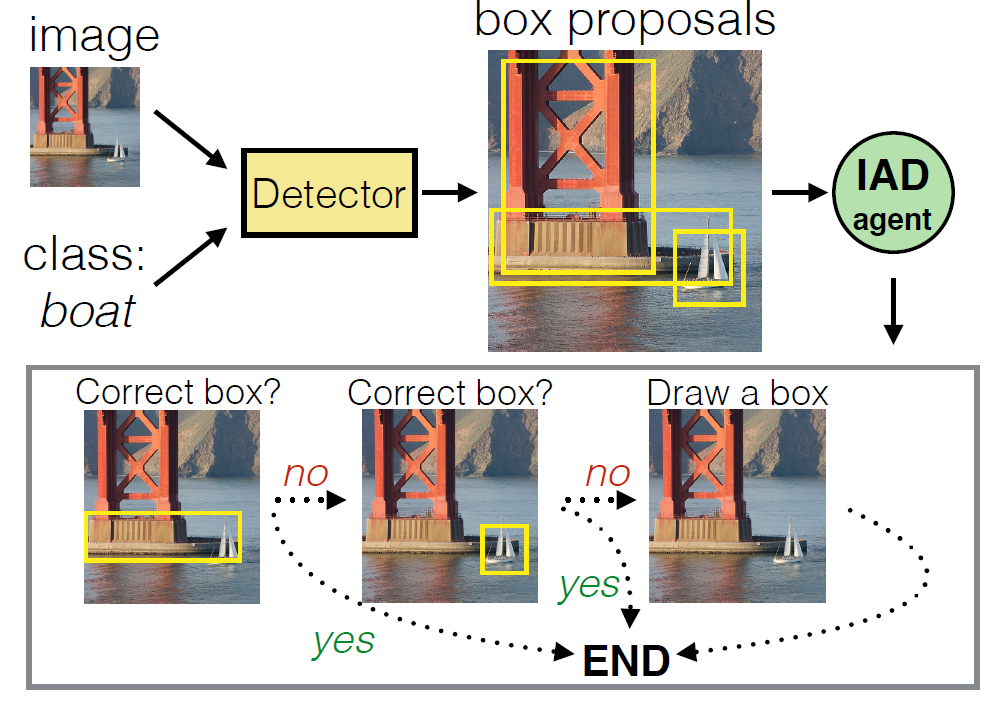 image
box proposals
Detector
IAD
agent
class:
boat
Correct box?
Correct box?
Draw a box
no
no
yes
yes
END